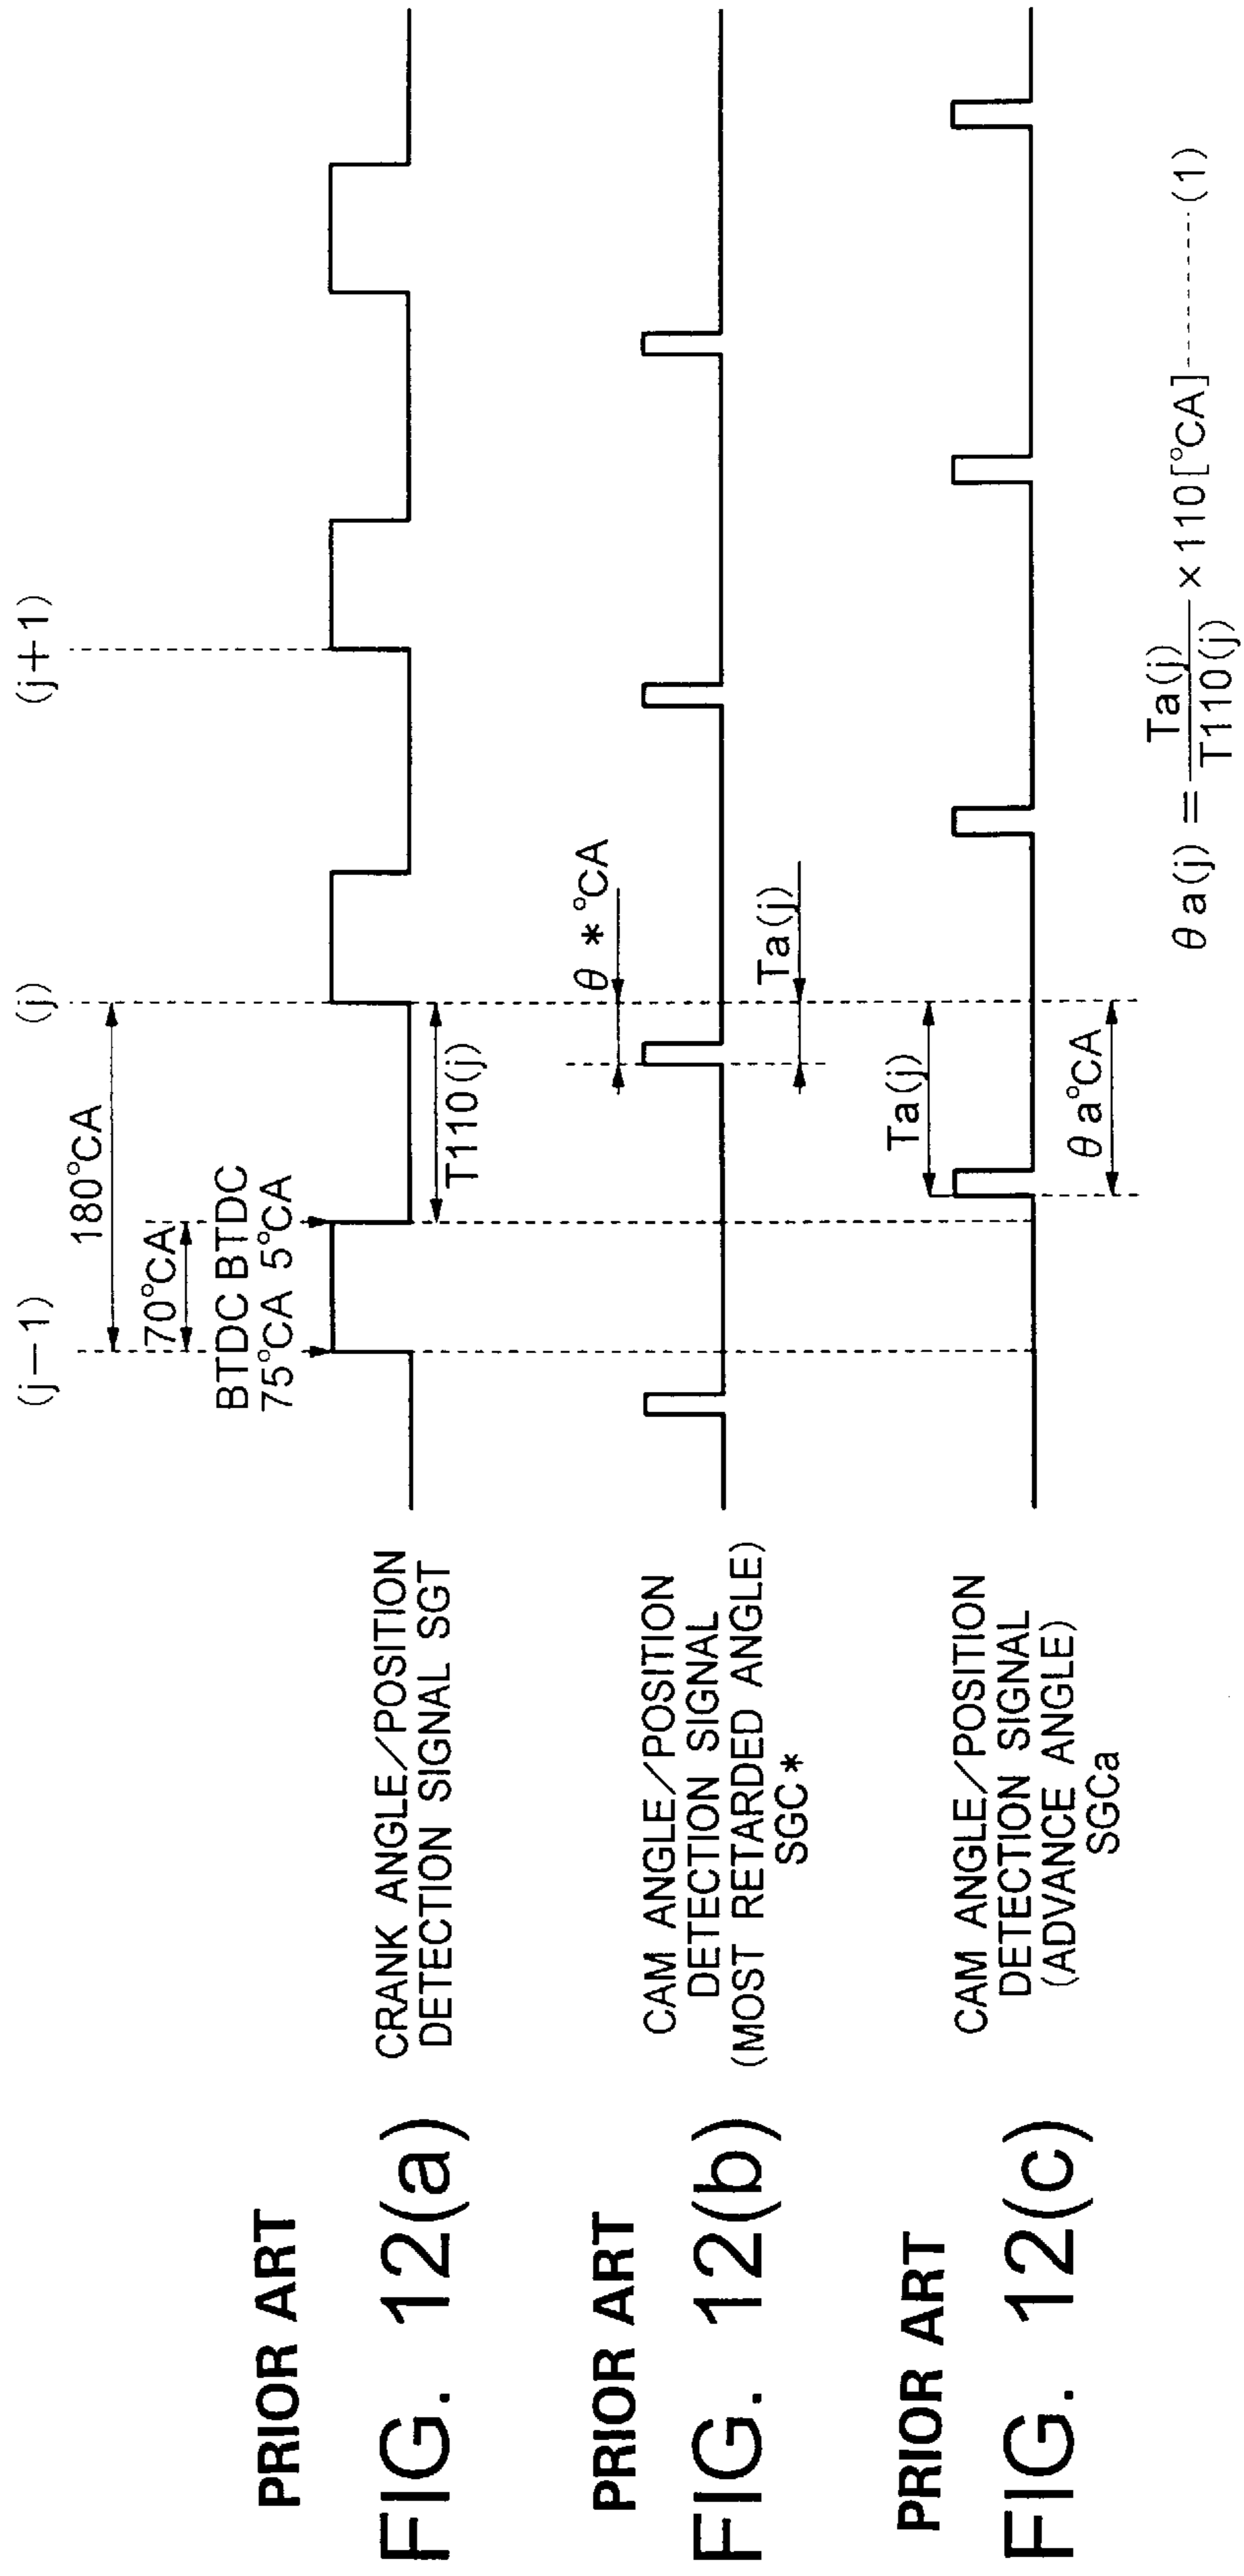 PRIOR ART
FIG. 12(a)
CRANK ANGLE/POSITION
DETECTION SIGNAL SGT
(j−1)
(j)
(j+1)
180°CA
70°CA
BTDC BTDC
75°CA 5°CA
T110(j)
PRIOR ART
FIG. 12(b)
CAM ANGLE/POSITION
DETECTION SIGNAL
(MOST RETARDED ANGLE)
SGC*
θ*°CA
Ta(j)
PRIOR ART
FIG. 12(c)
CAM ANGLE/POSITION
DETECTION SIGNAL
(ADVANCE ANGLE)
SGCa
Ta(j)
θa°CA
θa(j) = Ta(j)/T110(j) ×110[°CA]--------(1)